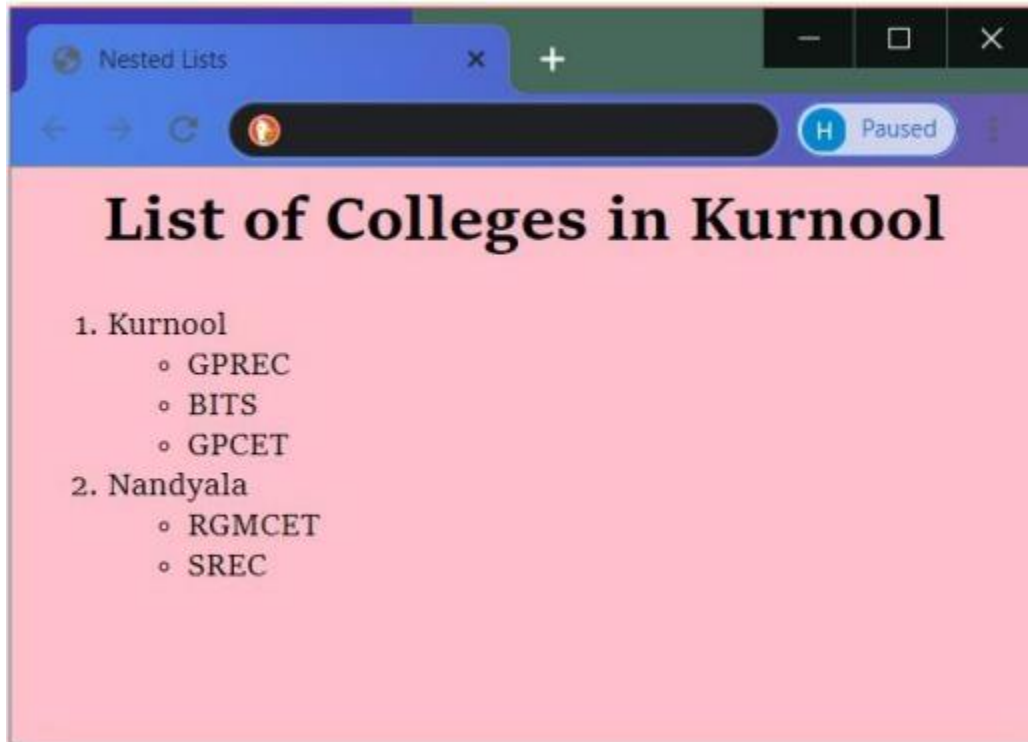 Nested Lists
H Paused
List of Colleges in Kurnool
1. Kurnool
◦ GPREC
◦ BITS
◦ GPCET
2. Nandyala
◦ RGMCET
◦ SREC